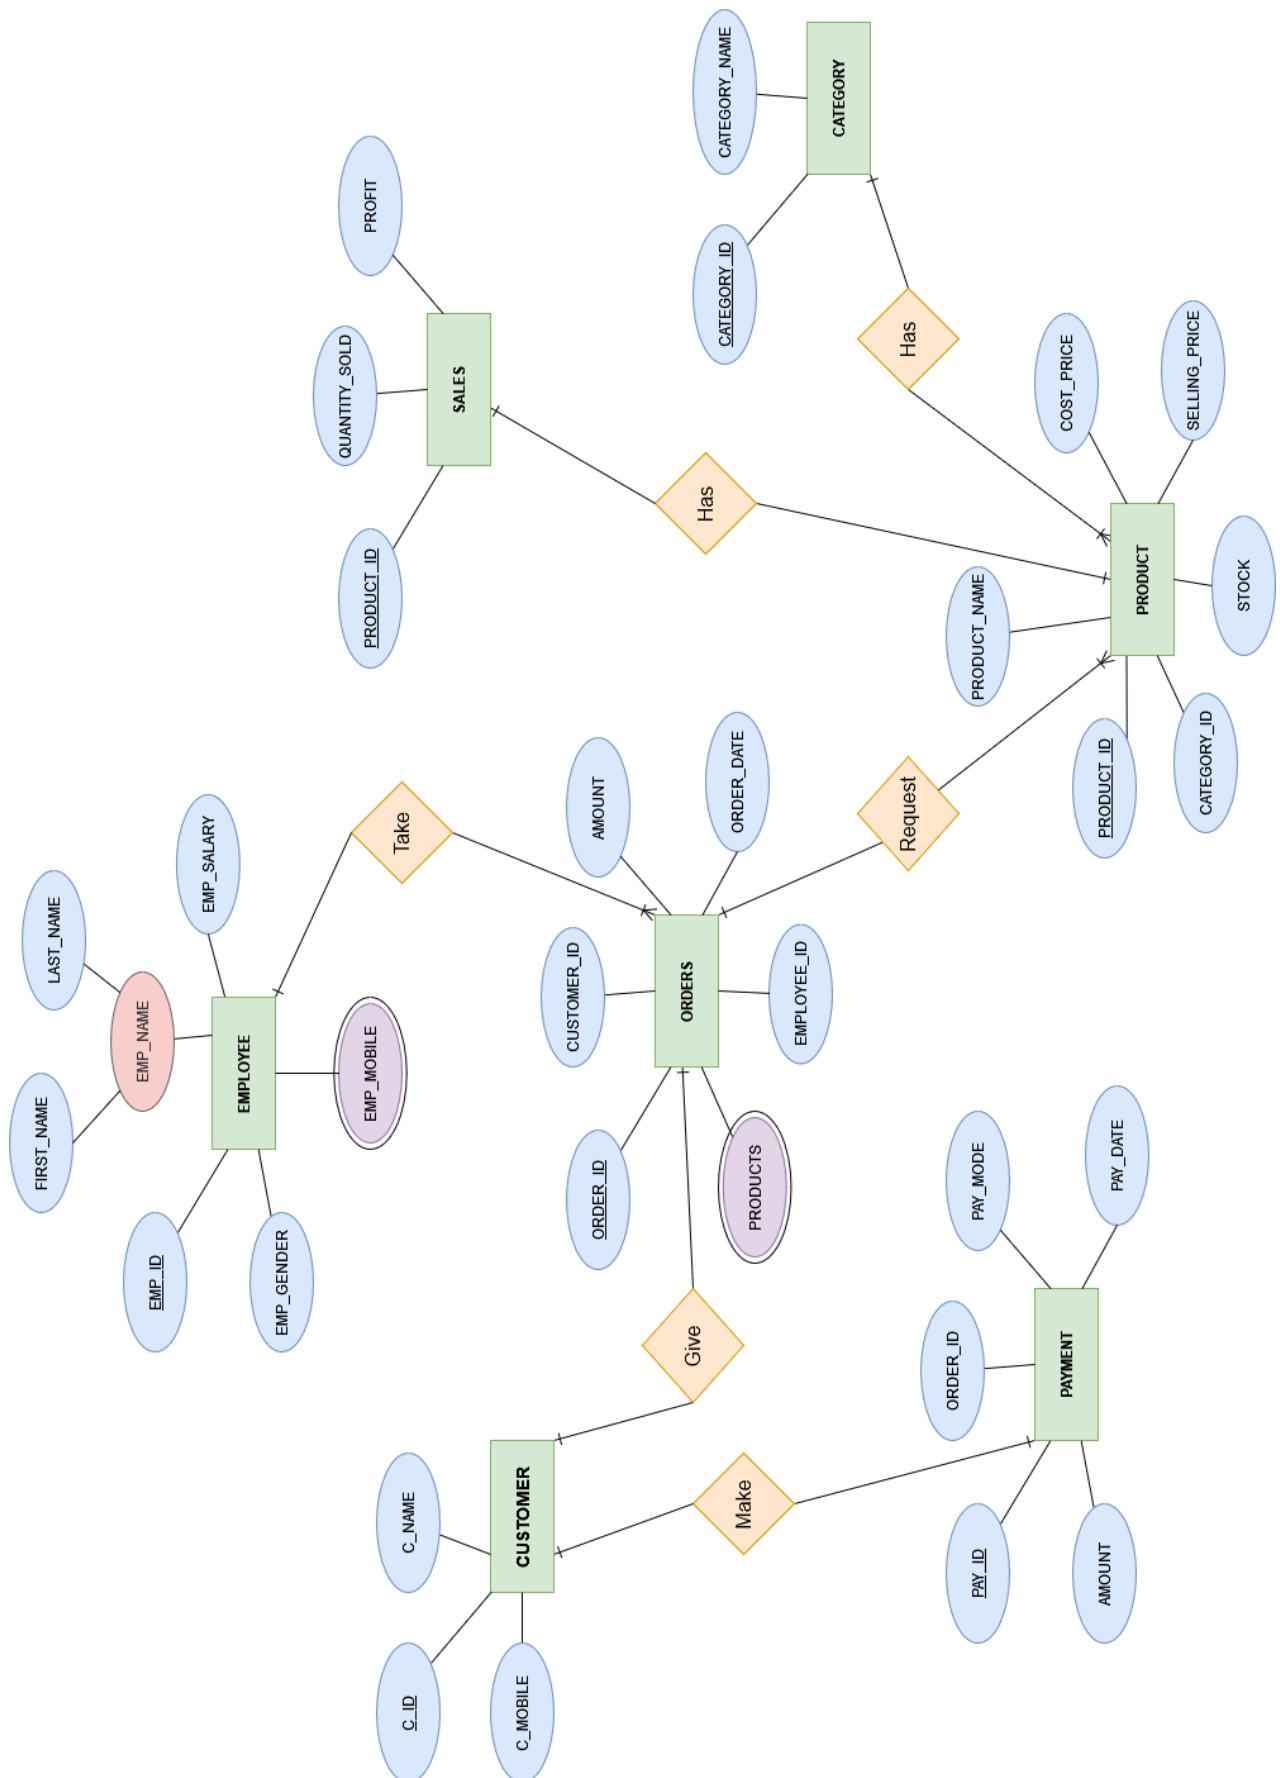 FIRST_NAME
LAST_NAME
EMP_NAME
EMP_ID
EMP_SALARY
EMPLOYEE
EMP_GENDER
EMP_MOBILE
Take
PROFIT
QUANTITY_SOLD
PRODUCT_ID
SALES
Has
CATEGORY_NAME
CATEGORY_ID
CATEGORY
Has
C_ID
C_NAME
C_MOBILE
CUSTOMER
Give
Make
ORDER_ID
CUSTOMER_ID
AMOUNT
ORDER_DATE
ORDERS
PRODUCTS
EMPLOYEE_ID
Request
PRODUCT_NAME
COST_PRICE
PRODUCT_ID
PRODUCT
SELLING_PRICE
CATEGORY_ID
STOCK
PAY_ID
ORDER_ID
PAY_MODE
PAYMENT
AMOUNT
PAY_DATE